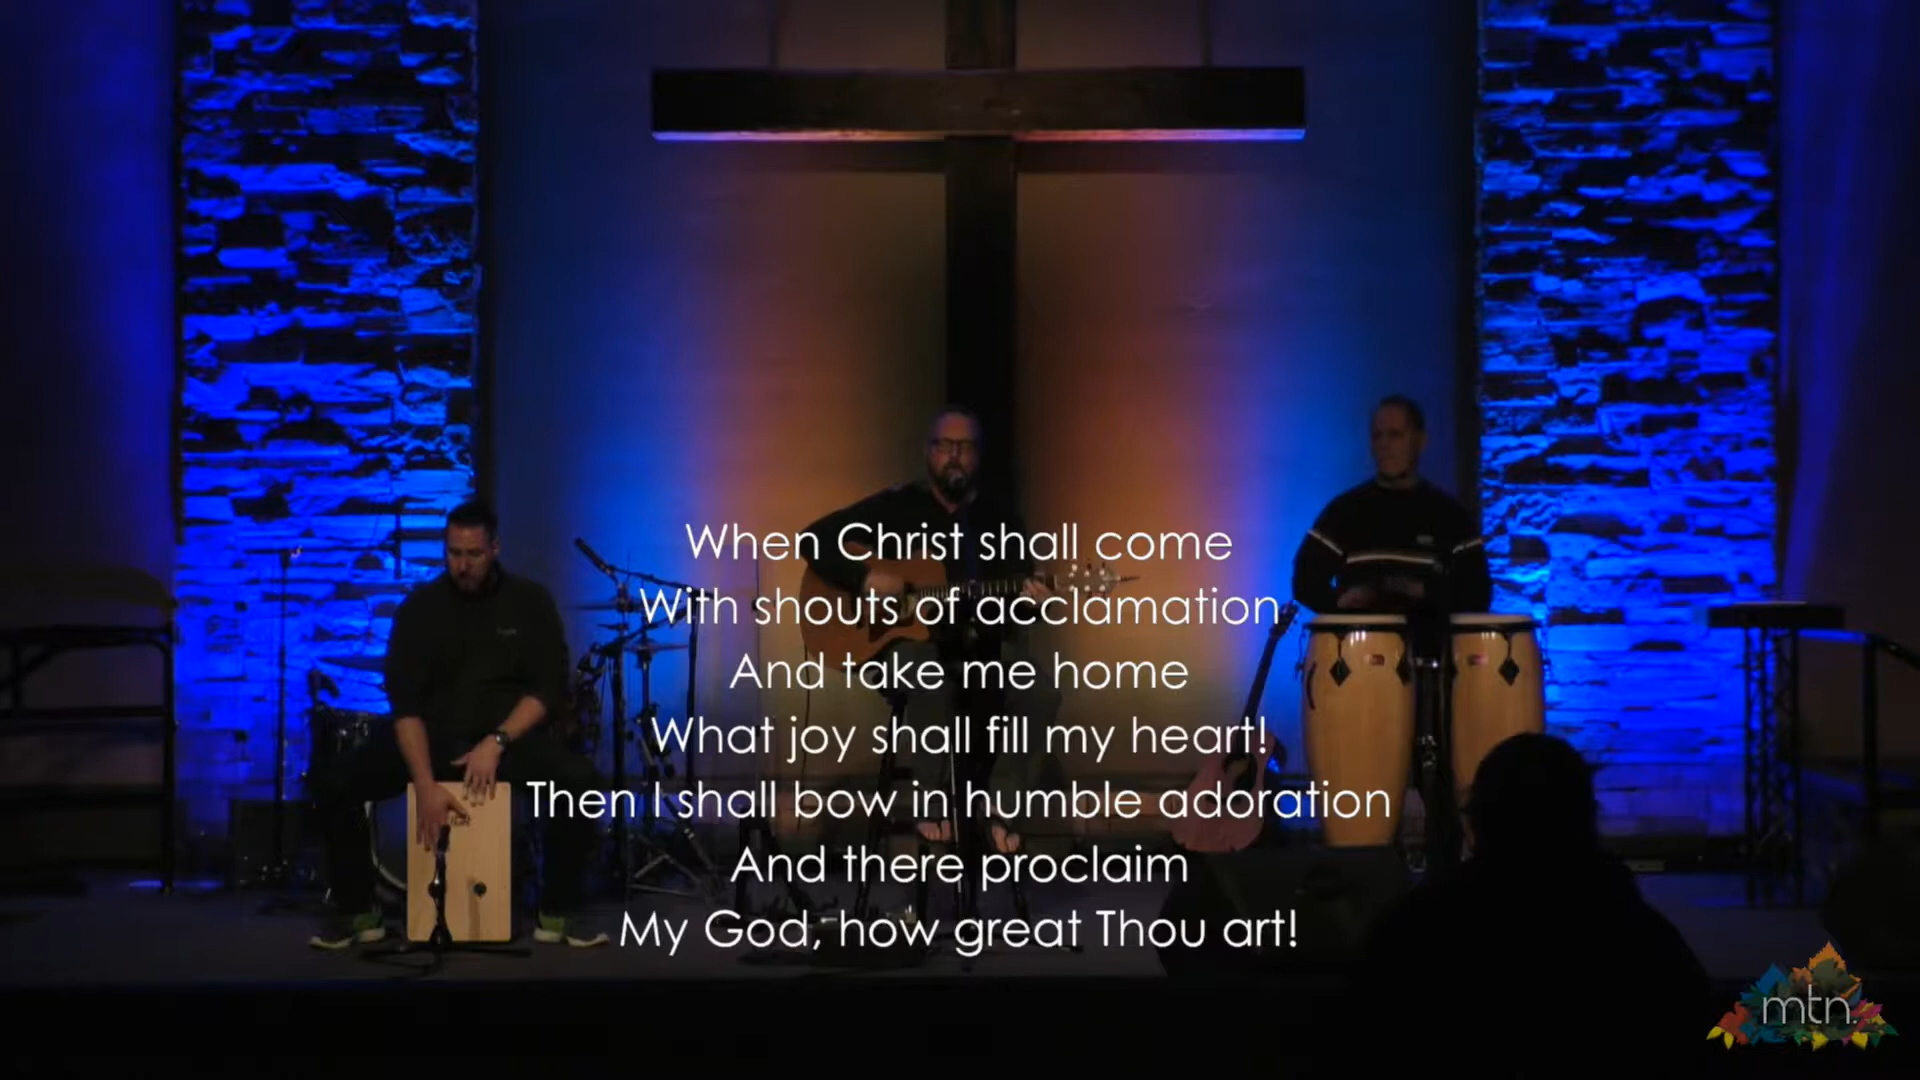 When Christ shall come
With shouts of acclamation
And take me home
What joy shall fill my heart!
Then I shall bow in humble adoration
And there proclaim
My God, how great Thou art!
mtn.